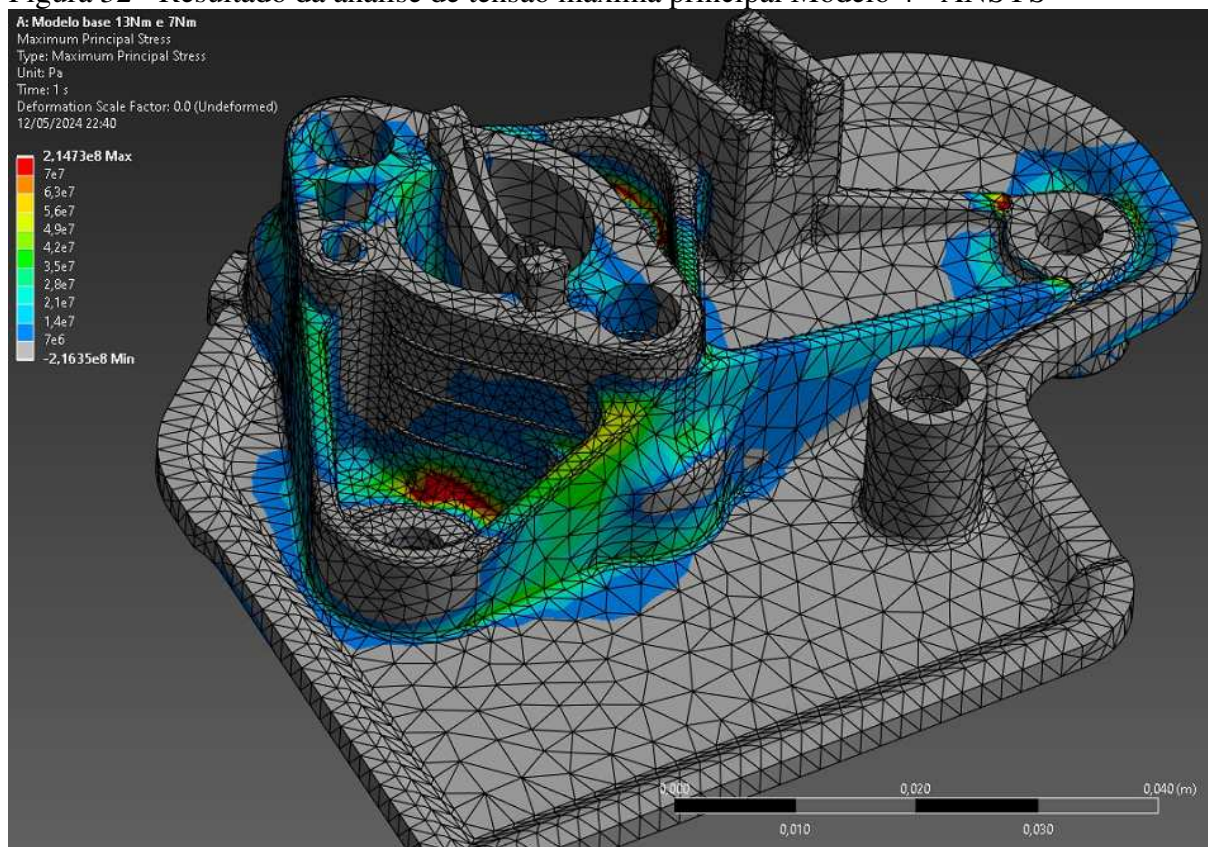 Figura 32 - Resultado da análise de tensão máxima principal Modelo 4 - ANSYS
A: Modelo base 13Nm e 7Nm
Maximum Principal Stress
Type: Maximum Principal Stress
Unit: Pa
Time: 1 s
Deformation Scale Factor: 0.0 (Undeformed)
12/05/2024 22:40
2,1473e8 Max
7e7
6,3e7
5,6e7
4,9e7
4,2e7
3,5e7
2,8e7
2,1e7
1,4e7
7e6
-2,1635e8 Min
0,000
0,020
0,040 (m)
0,010
0,030